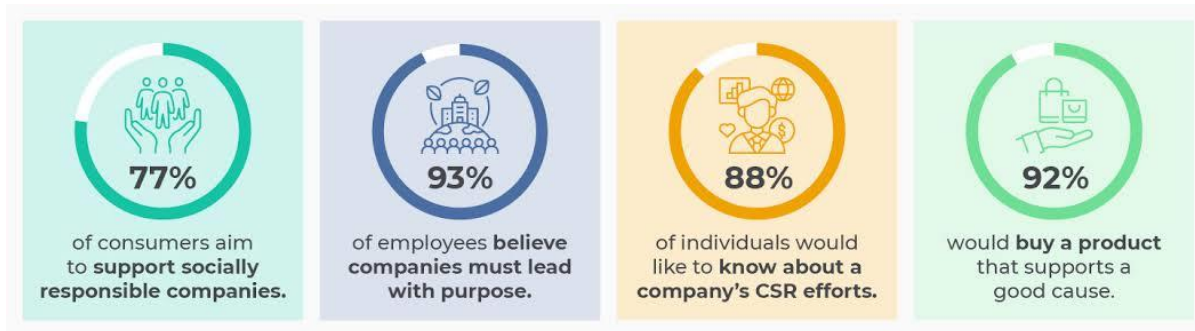 77%
of consumers aim
to support socially
responsible companies.
93%
of employees believe
companies must lead
with purpose.
88%
of individuals would
like to know about a
company's CSR efforts.
92%
would buy a product
that supports a
good cause.